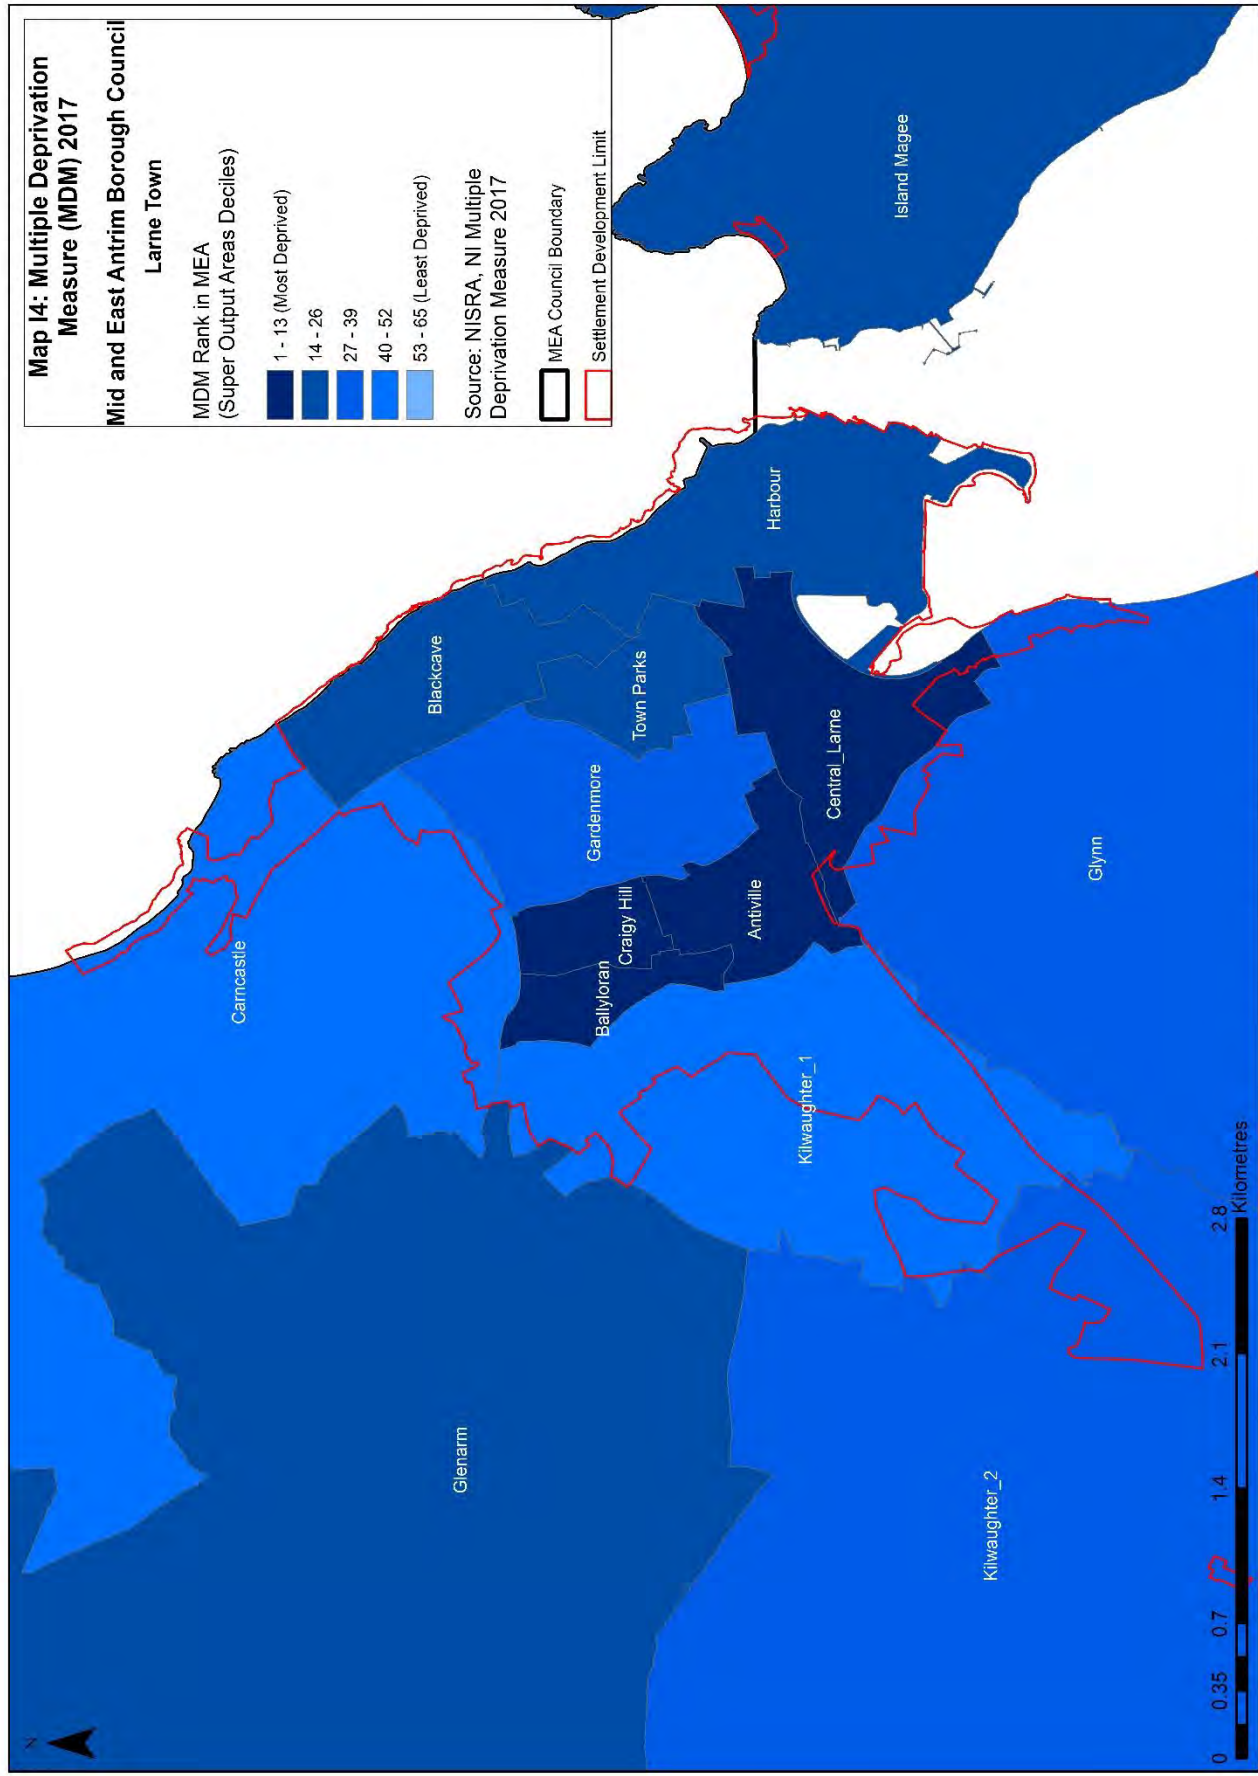 Map I4: Multiple Deprivation
Measure (MDM) 2017
Mid and East Antrim Borough Council
Larne Town
MDM Rank in MEA
(Super Output Areas Deciles)
1 - 13 (Most Deprived)
14 - 26
27 - 39
40 - 52
53 - 65 (Least Deprived)
Source: NISRA, NI Multiple
Deprivation Measure 2017
MEA Council Boundary
Settlement Development Limit
N
Carncastle
Blackcave
Glenarm
Gardenmore
Town Parks
Ballyloran
Craigy Hill
Antiville
Harbour
Central_Larne
Kilwaughter_1
Island Magee
Kilwaughter_2
Glynn
0 0.35 0.7 1.4 2.1 2.8
Kilometres